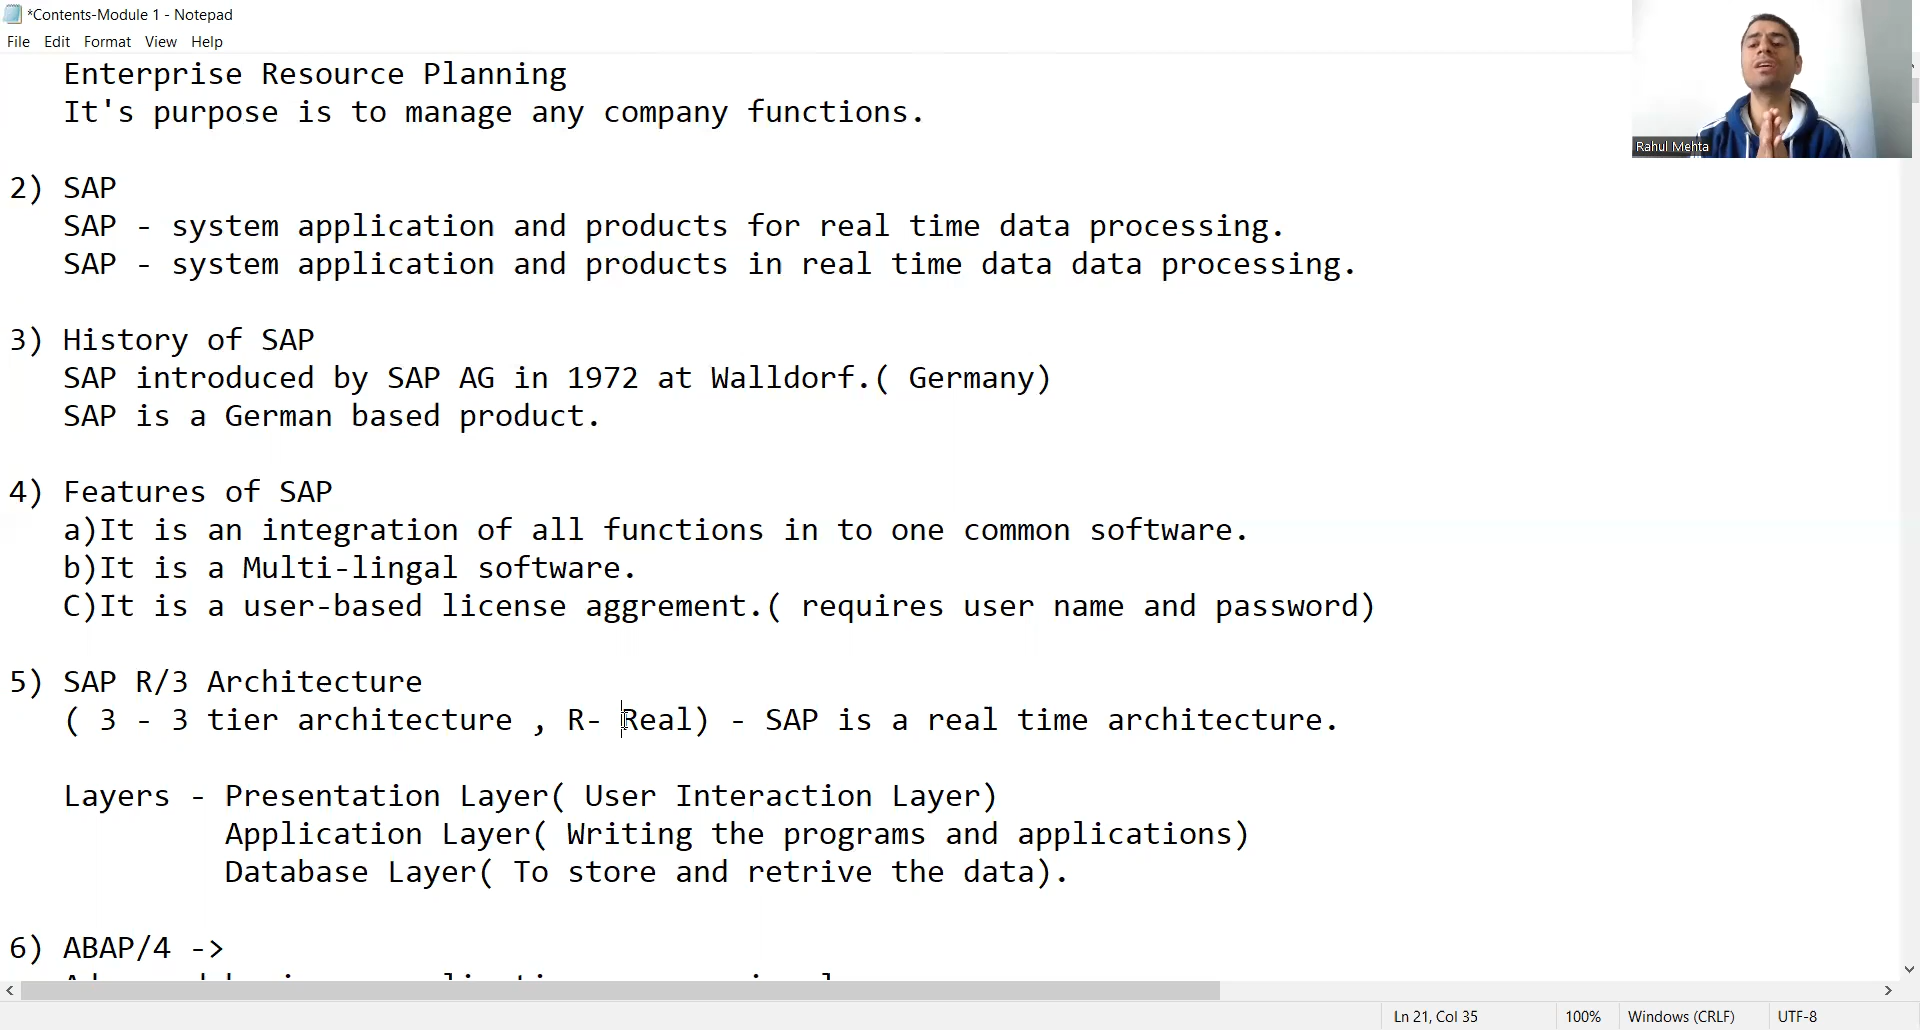 *Contents-Module 1 - Notepad
File Edit Format View Help
Enterprise Resource Planning
It's purpose is to manage any company functions.
2) SAP
SAP - system application and products for real time data processing.
SAP - system application and products in real time data data processing.
3) History of SAP
SAP introduced by SAP AG in 1972 at Walldorf.( Germany)
SAP is a German based product.
4) Features of SAP
a)It is an integration of all functions in to one common software.
b)It is a Multi-lingal software.
C)It is a user-based license aggrement.( requires user name and password)
5) SAP R/3 Architecture
( 3 - 3 tier architecture , R- Real) - SAP is a real time architecture.
Layers - Presentation Layer( User Interaction Layer)
Application Layer( Writing the programs and applications)
Database Layer( To store and retrive the data).
6) ABAP/4 ->
Rahul Mehta
Ln 21, Col 35 100% Windows (CRLF) UTF-8